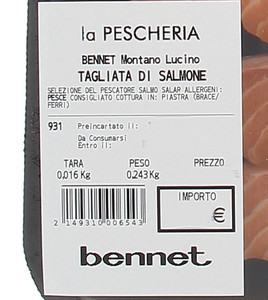 la PESCHERIA
BENNET Montano Lucino
TAGLIATA DI SALMONE
SELEZIONE DEL PESCATORE SALMO SALAR ALLERGENI:
PESCE CONSIGLIATO COTTURA IN: PIASTRA (BRACE/
FERRI)
931 Preincartato il:
Da Consumarsi
Entro il:
TARA PESO PREZZO
0,016 Kg 0,243 Kg
IMPORTO
€
2 149310 006543
bennet